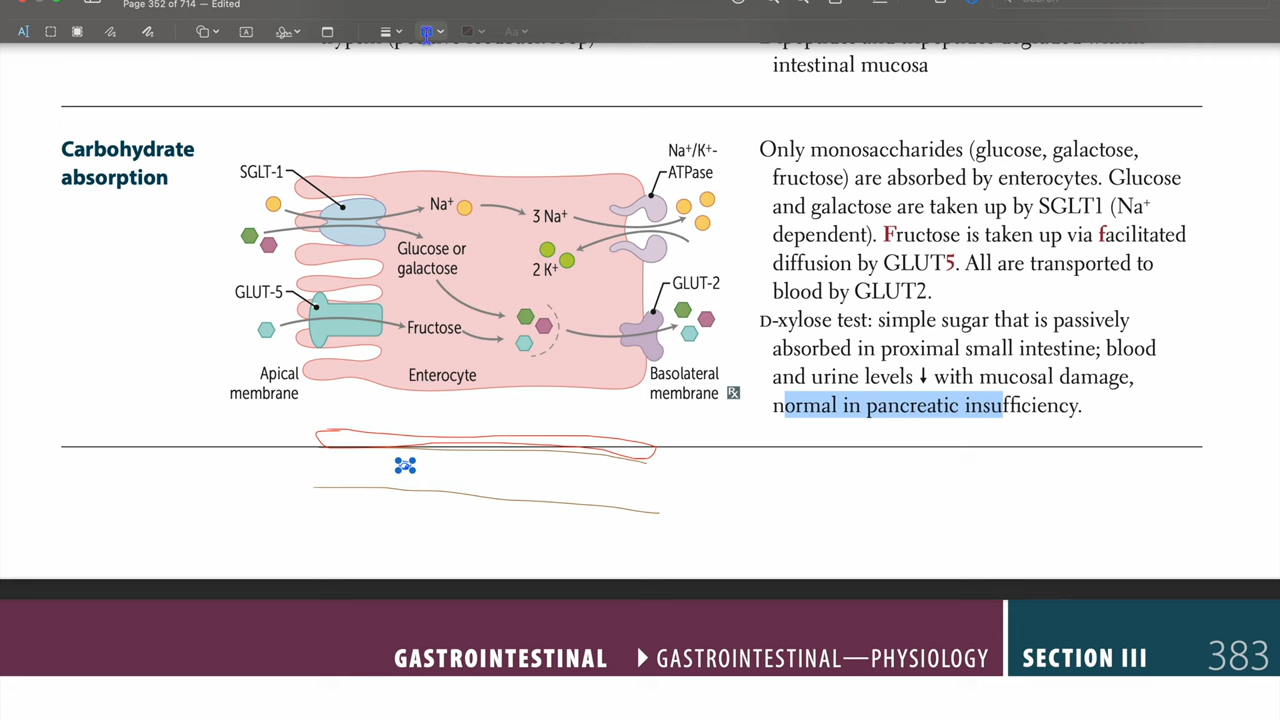 Page 352 of 714 – Edited
Search
Aa
intestinal mucosa
Carbohydrate
absorption
SGLT-1
Na⁺
3 Na⁺
Na⁺/K⁺-
ATPase
Glucose or
galactose
2 K⁺
GLUT-5
GLUT-2
Fructose
Apical
membrane
Enterocyte
Basolateral
membrane
Rx
Only monosaccharides (glucose, galactose,
fructose) are absorbed by enterocytes. Glucose
and galactose are taken up by SGLT1 (Na⁺
dependent). Fructose is taken up via facilitated
diffusion by GLUT5. All are transported to
blood by GLUT2.
D-xylose test: simple sugar that is passively
absorbed in proximal small intestine; blood
and urine levels ↓ with mucosal damage,
normal in pancreatic insufficiency.
GASTROINTESTINAL ▶ GASTROINTESTINAL—PHYSIOLOGY SECTION III 383